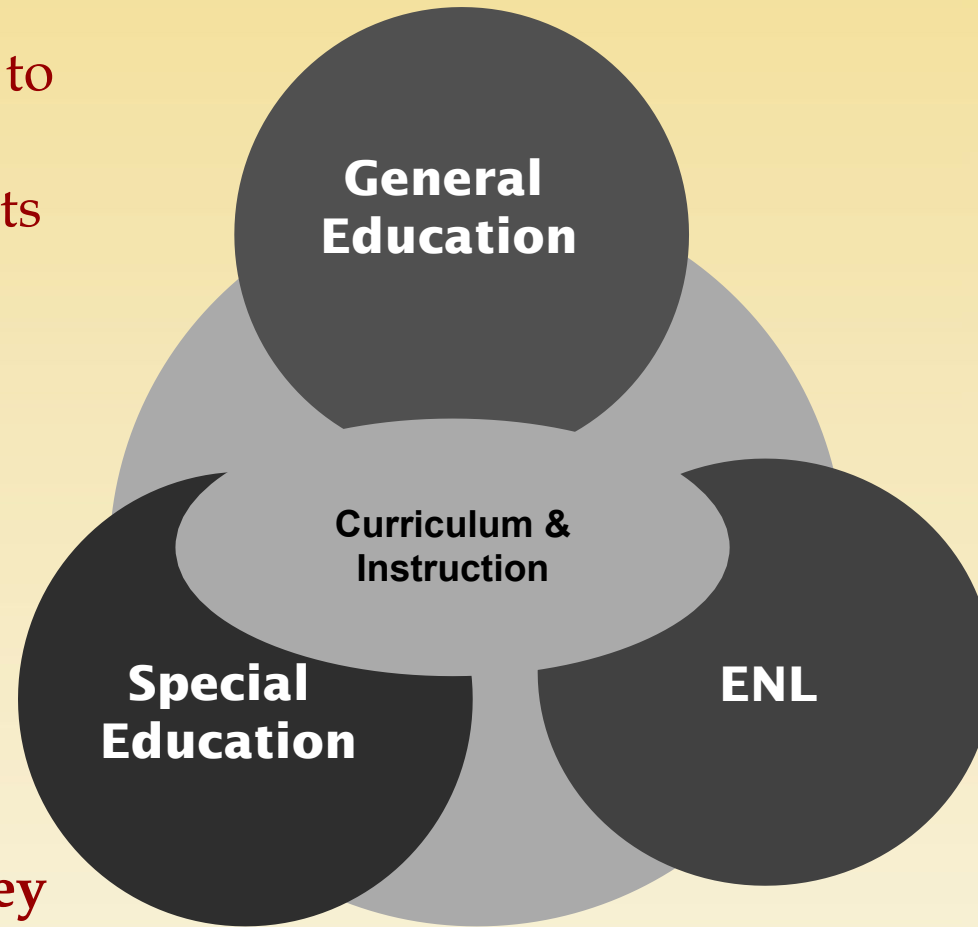 to
ts
General
Education
Curriculum &
Instruction
Special
Education
ENL
ey